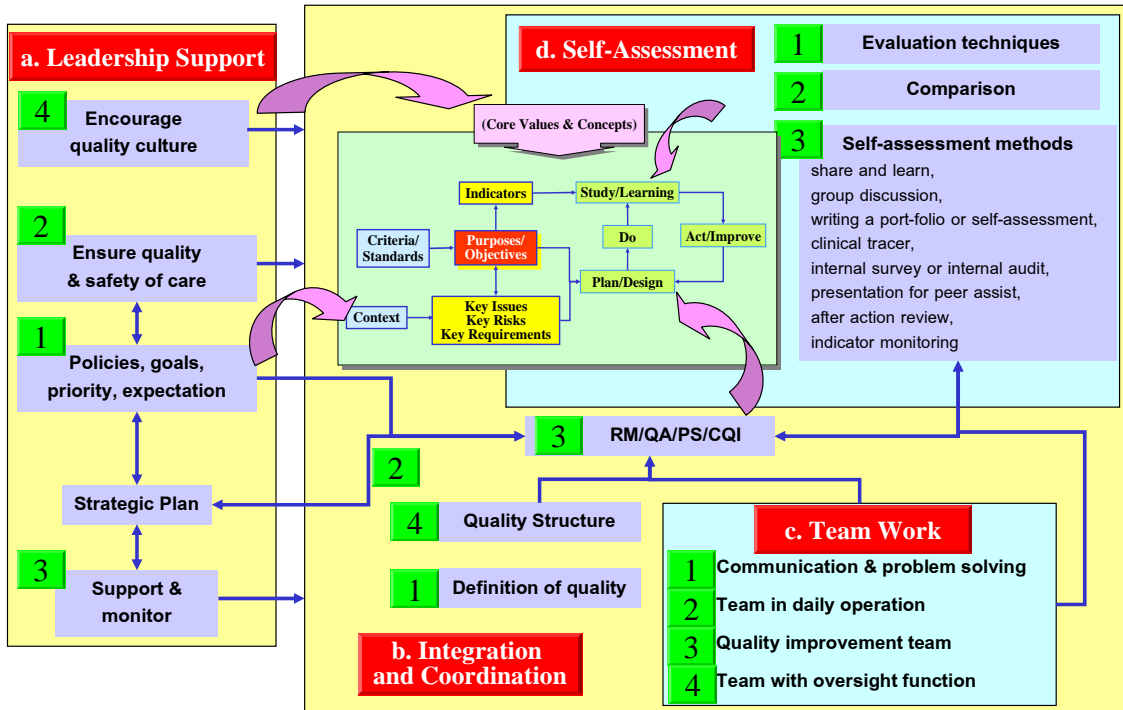 a. Leadership Support
4
Encourage
quality culture
2
Ensure quality
& safety of care
1
Policies, goals,
priority, expectation
Strategic Plan
3
Support &
monitor
d. Self-Assessment
1
Evaluation techniques
2
Comparison
3
Self-assessment methods
share and learn,
group discussion,
writing a port-folio or self-assessment,
clinical tracer,
internal survey or internal audit,
presentation for peer assist,
after action review,
indicator monitoring
(Core Values & Concepts)
Indicators
Study/Learning
Criteria/
Standards
Purposes/
Objectives
Do
Act/Improve
Plan/Design
Context
Key Issues
Key Risks
Key Requirements
3
RM/QA/PS/CQI
2
4
Quality Structure
1
Definition of quality
b. Integration
and Coordination
c. Team Work
1
Communication & problem solving
2
Team in daily operation
3
Quality improvement team
4
Team with oversight function